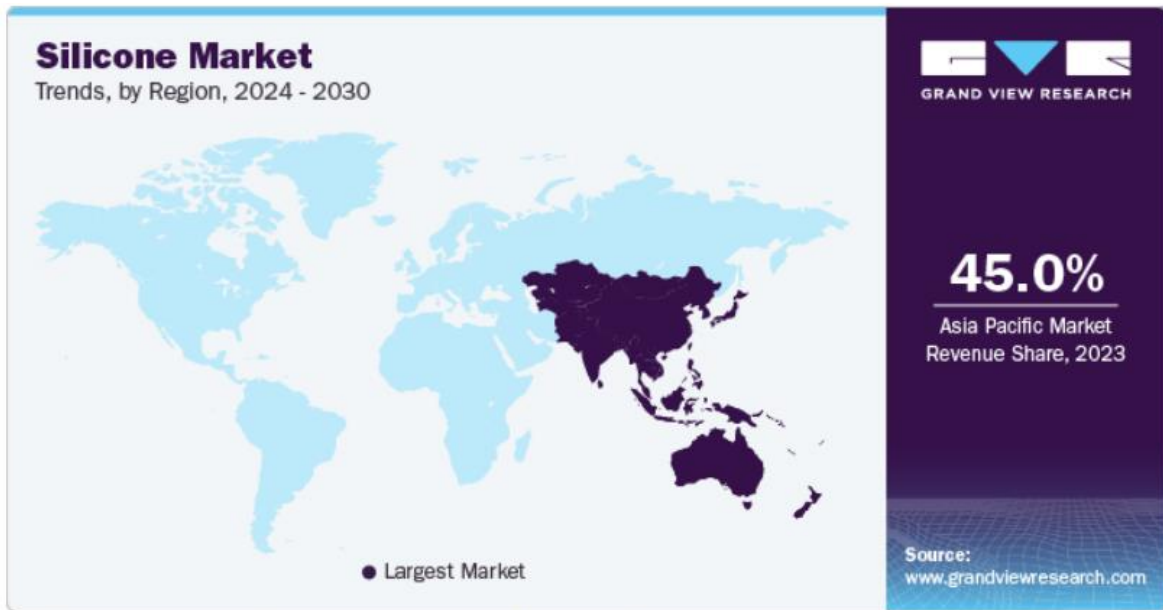 Silicone Market
Trends, by Region, 2024 - 2030
GRAND VIEW RESEARCH
45.0%
Asia Pacific Market
Revenue Share, 2023
Largest Market
Source:
www.grandviewresearch.com